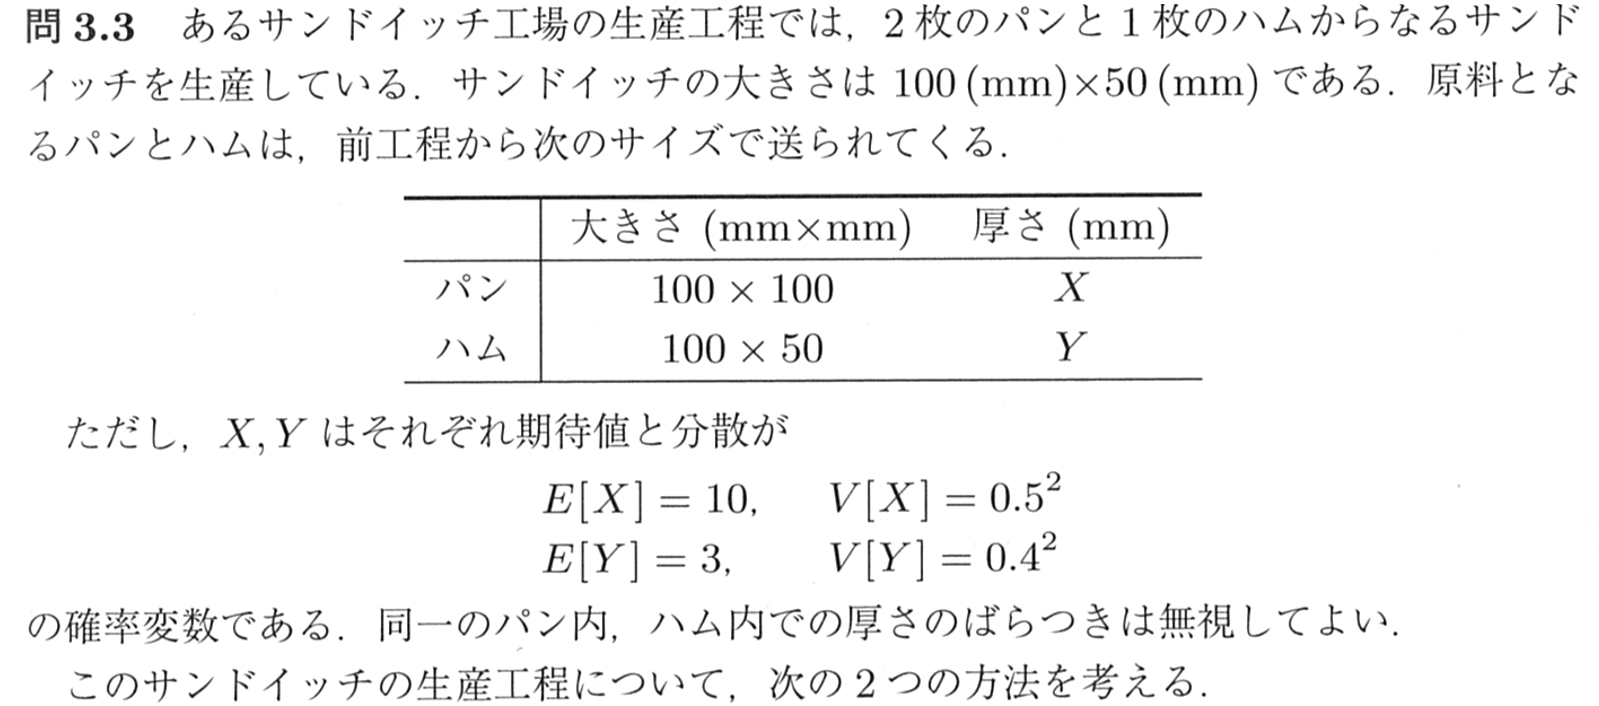 問 3.3　あるサンドイッチ工場の生産工程では，2 枚のパンと 1 枚のハムからなるサンド
イッチを生産している．サンドイッチの大きさは 100 (mm)×50 (mm) である．原料とな
るパンとハムは，前工程から次のサイズで送られてくる．
大きさ (mm×mm)　厚さ (mm)
パン　100 × 100　X
ハム　100 × 50　Y
ただし，X, Y はそれぞれ期待値と分散が
E[X] = 10,　V[X] = 0.5²
E[Y] = 3,　V[Y] = 0.4²
の確率変数である．同一のパン内，ハム内での厚さのばらつきは無視してよい．
このサンドイッチの生産工程について，次の 2 つの方法を考える．